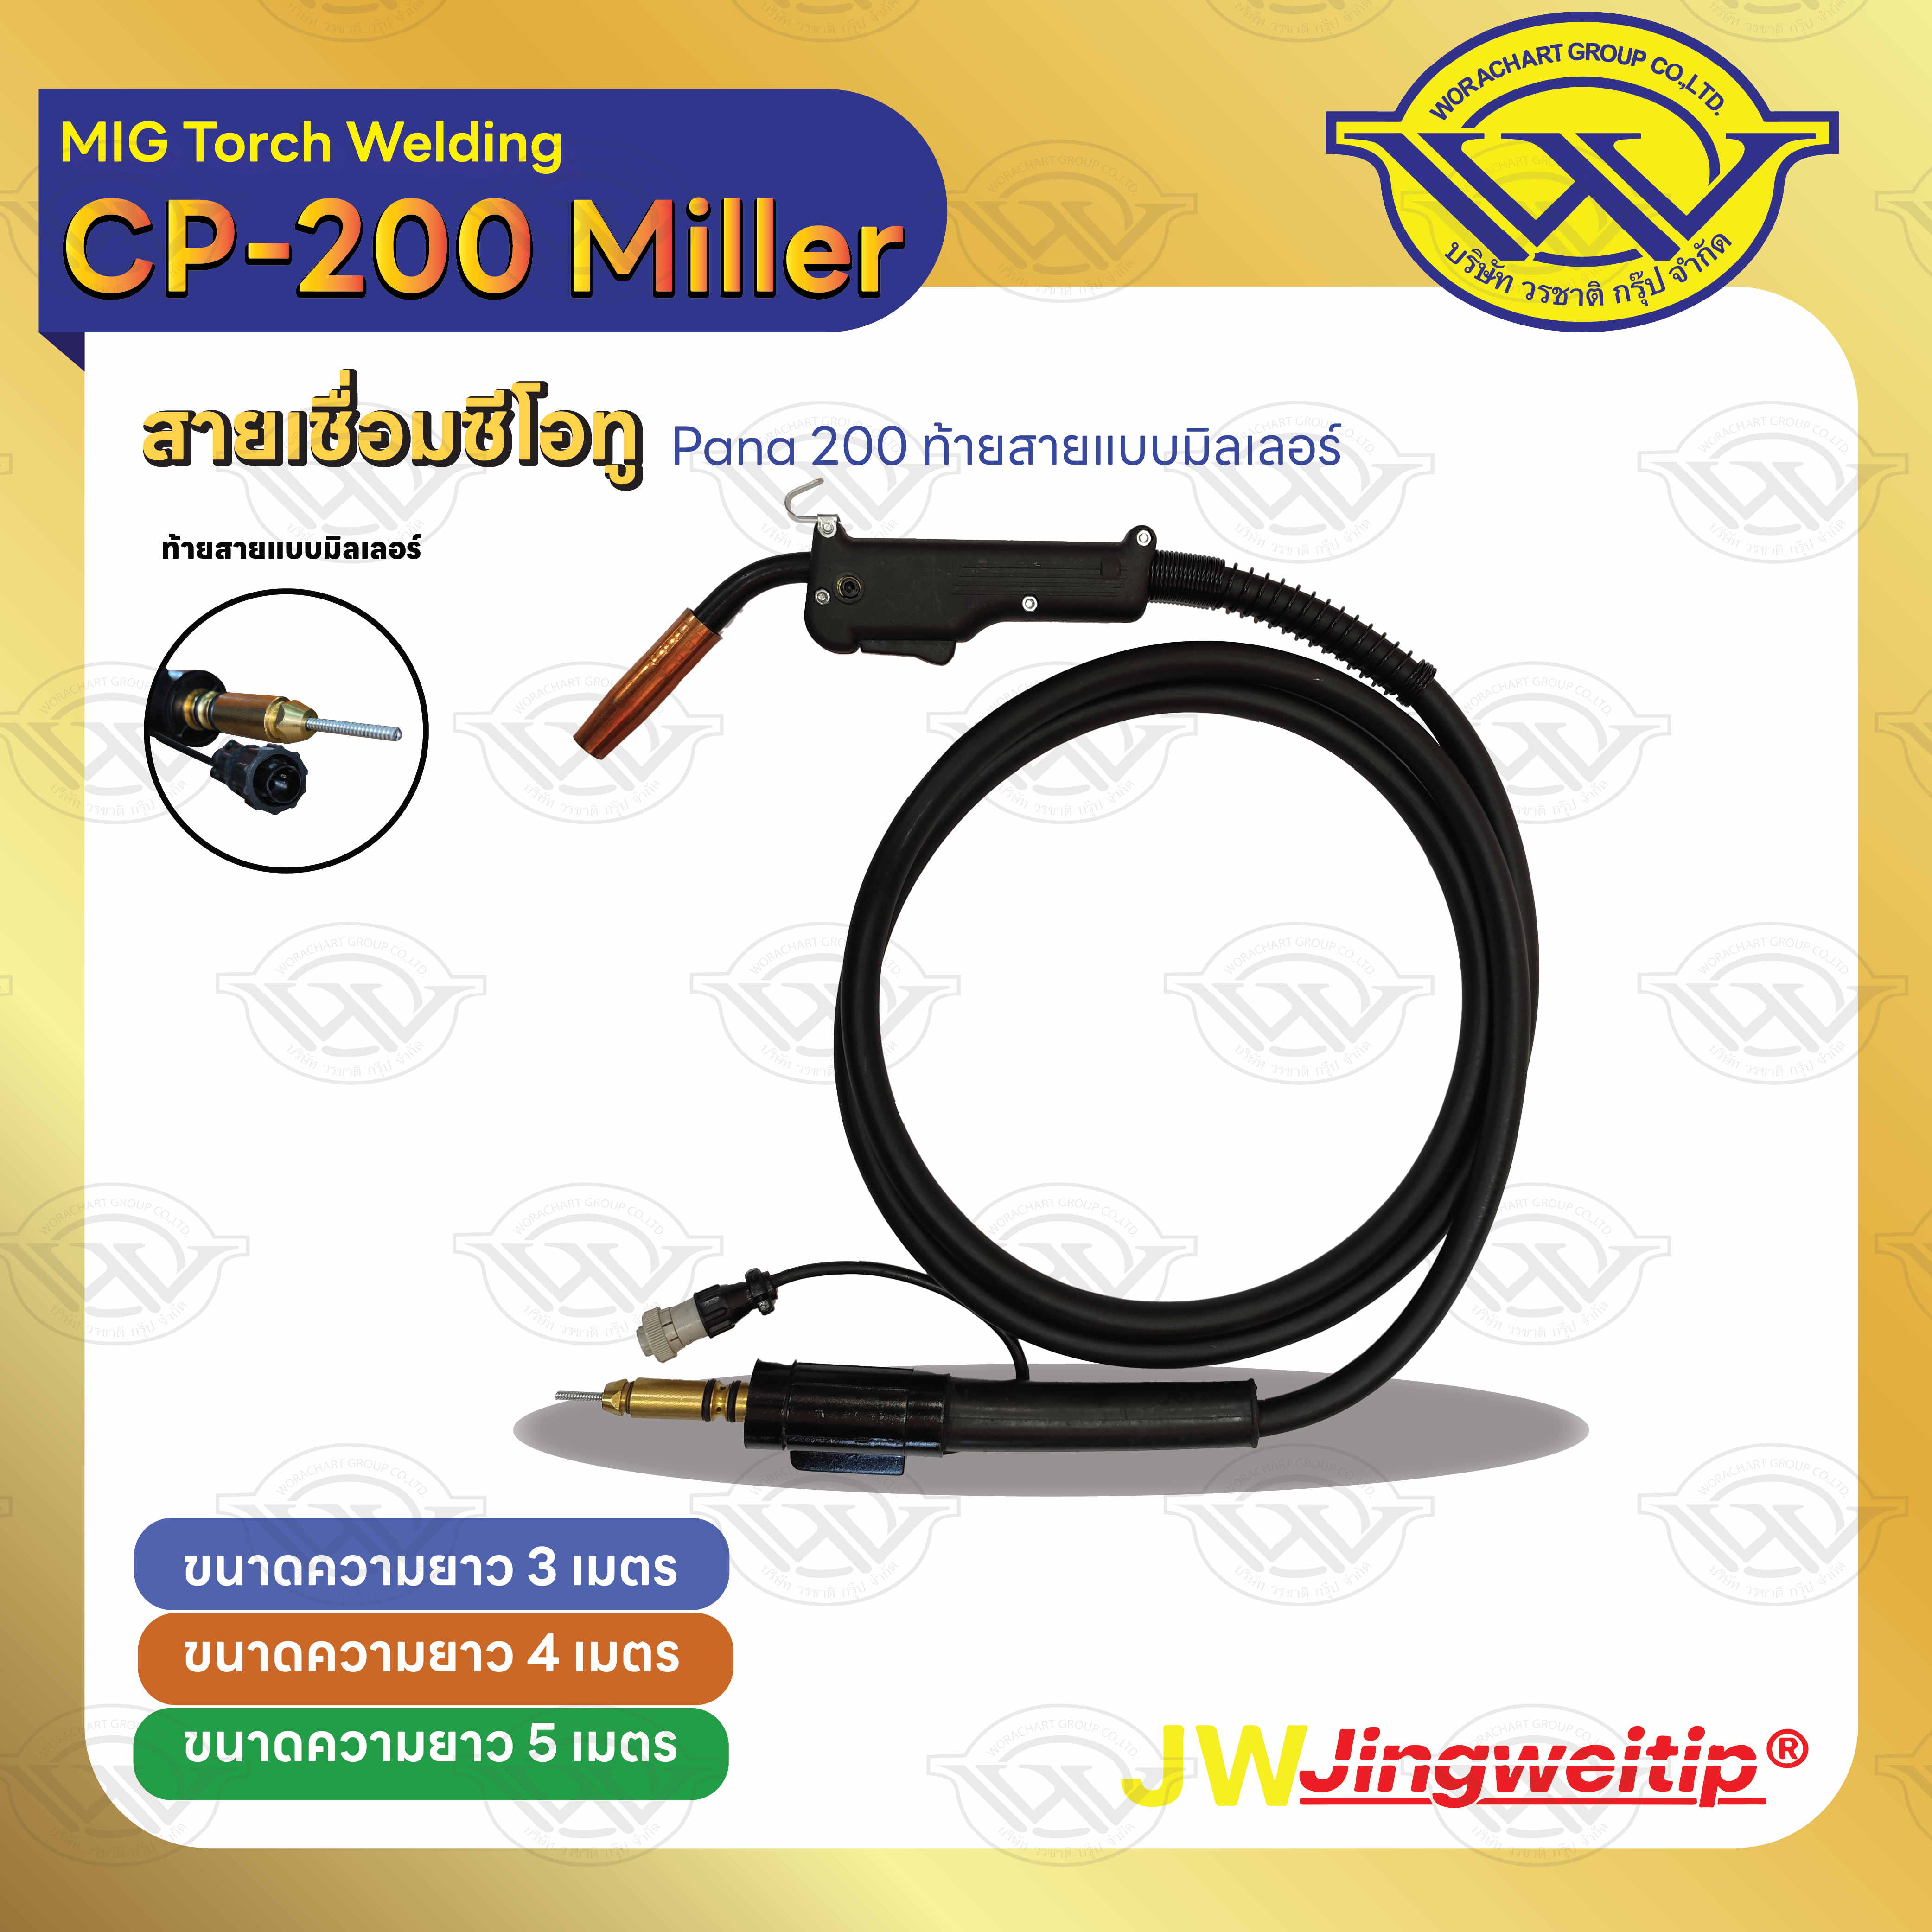 MIG Torch Welding
CP-200 Miller
WORACHART GROUP CO.,LTD.
บริษัท วรชาติ กรุ๊ป จำกัด
สายเชื่อมซีโอทู Pana 200 ท้ายสายแบบมิลเลอร์
ท้ายสายแบบมิลเลอร์
ขนาดความยาว 3 เมตร
ขนาดความยาว 4 เมตร
ขนาดความยาว 5 เมตร
JW Jingweitip®